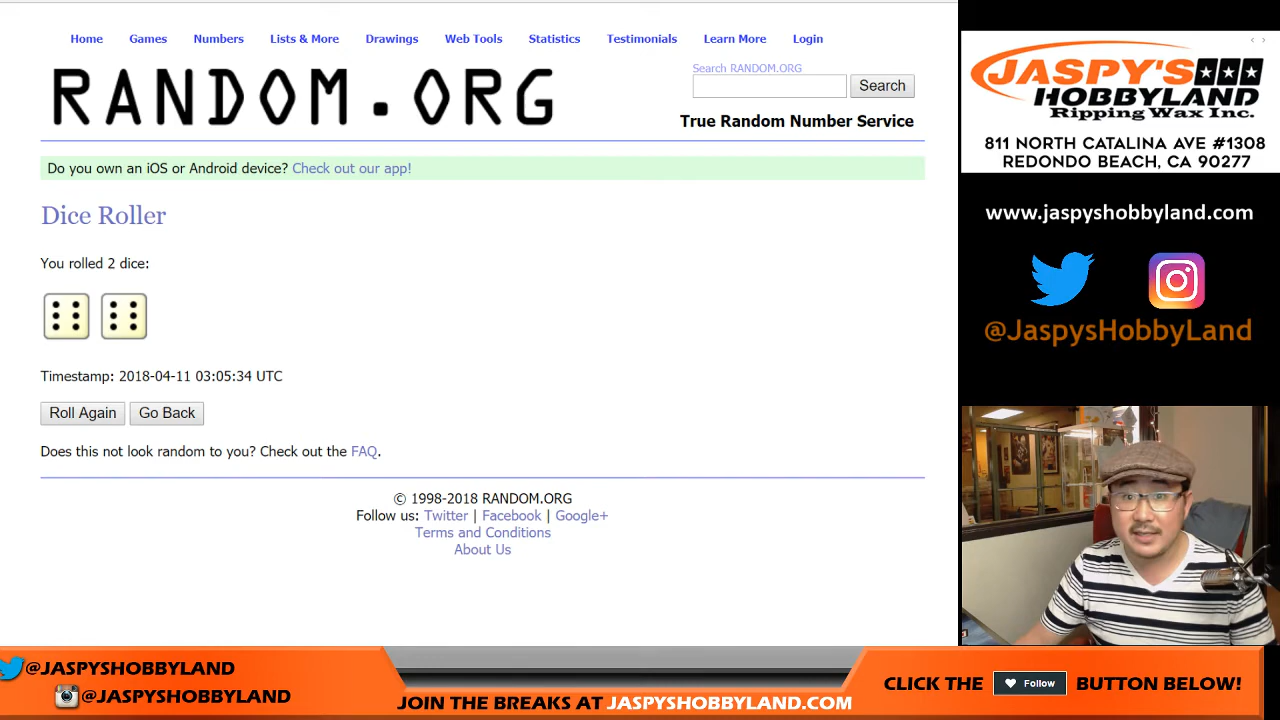 Home Games Numbers Lists & More Drawings Web Tools Statistics Testimonials Learn More Login
RANDOM.ORG
Search RANDOM.ORG
Search
True Random Number Service
Do you own an iOS or Android device? Check out our app!
Dice Roller
You rolled 2 dice:
Timestamp: 2018-04-11 03:05:34 UTC
Roll Again Go Back
Does this not look random to you? Check out the FAQ.
© 1998-2018 RANDOM.ORG
Follow us: Twitter | Facebook | Google+
Terms and Conditions
About Us
JASPY'S
HOBBYLAND
Ripping Wax Inc.
811 NORTH CATALINA AVE #1308
REDONDO BEACH, CA 90277
www.jaspyshobbyland.com
@JaspysHobbyLand
@JASPYSHOBBYLAND
@JASPYSHOBBYLAND
JOIN THE BREAKS AT JASPYSHOBBYLAND.COM
CLICK THE Follow BUTTON BELOW!